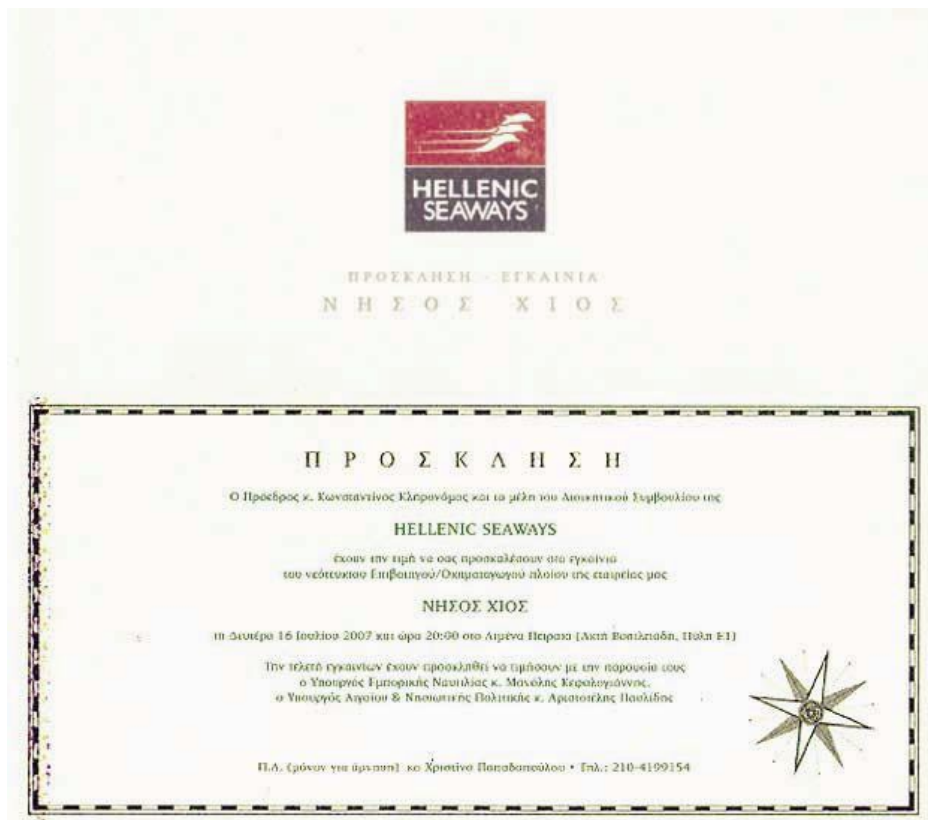 HELLENIC
SEAWAYS
ΠΡΟΣΚΛΗΣΗ - ΕΓΚΑΙΝΙΑ
ΝΗΣΟΣ ΧΙΟΣ
ΠΡΟΣΚΛΗΣΗ
Ο Πρόεδρος κ. Κωνσταντίνος Κληρονόμος και τα μέλη του Διοικητικού Συμβουλίου της
HELLENIC SEAWAYS
έχουν την τιμή να σας προσκαλέσουν στα εγκαίνια
του νεότευκτου Επιβατηγού/Οχηματαγωγού πλοίου της εταιρείας μας
ΝΗΣΟΣ ΧΙΟΣ
τη Δευτέρα 16 Ιουλίου 2007 και ώρα 20:00 στο Λιμένα Πειραιά (Ακτή Βασιλειάδη, Πύλη Ε1)
Την τελετή εγκαινίων έχουν προσκληθεί να τιμήσουν με την παρουσία τους
ο Υπουργός Εμπορικής Ναυτιλίας κ. Μανόλης Κεφαλογιάννης,
ο Υπουργός Αιγαίου & Νησιωτικής Πολιτικής κ. Αριστοτέλης Παυλίδης
Π.Α. (μόνον για άρνηση) κα Χριστίνα Παπαδοπούλου • Τηλ.: 210-4199154